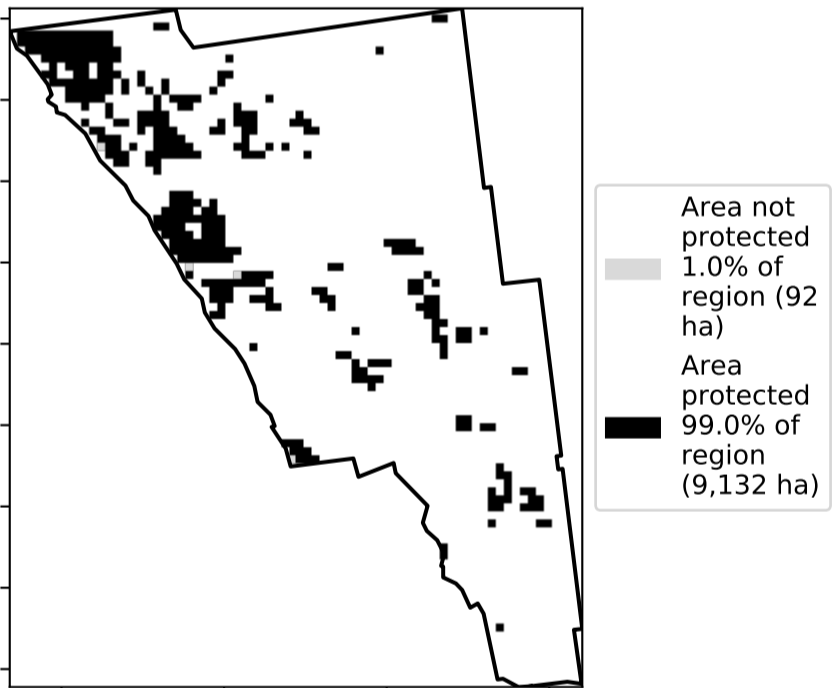 Area not
protected
1.0% of
region (92
ha)
Area
protected
99.0% of
region
(9,132 ha)